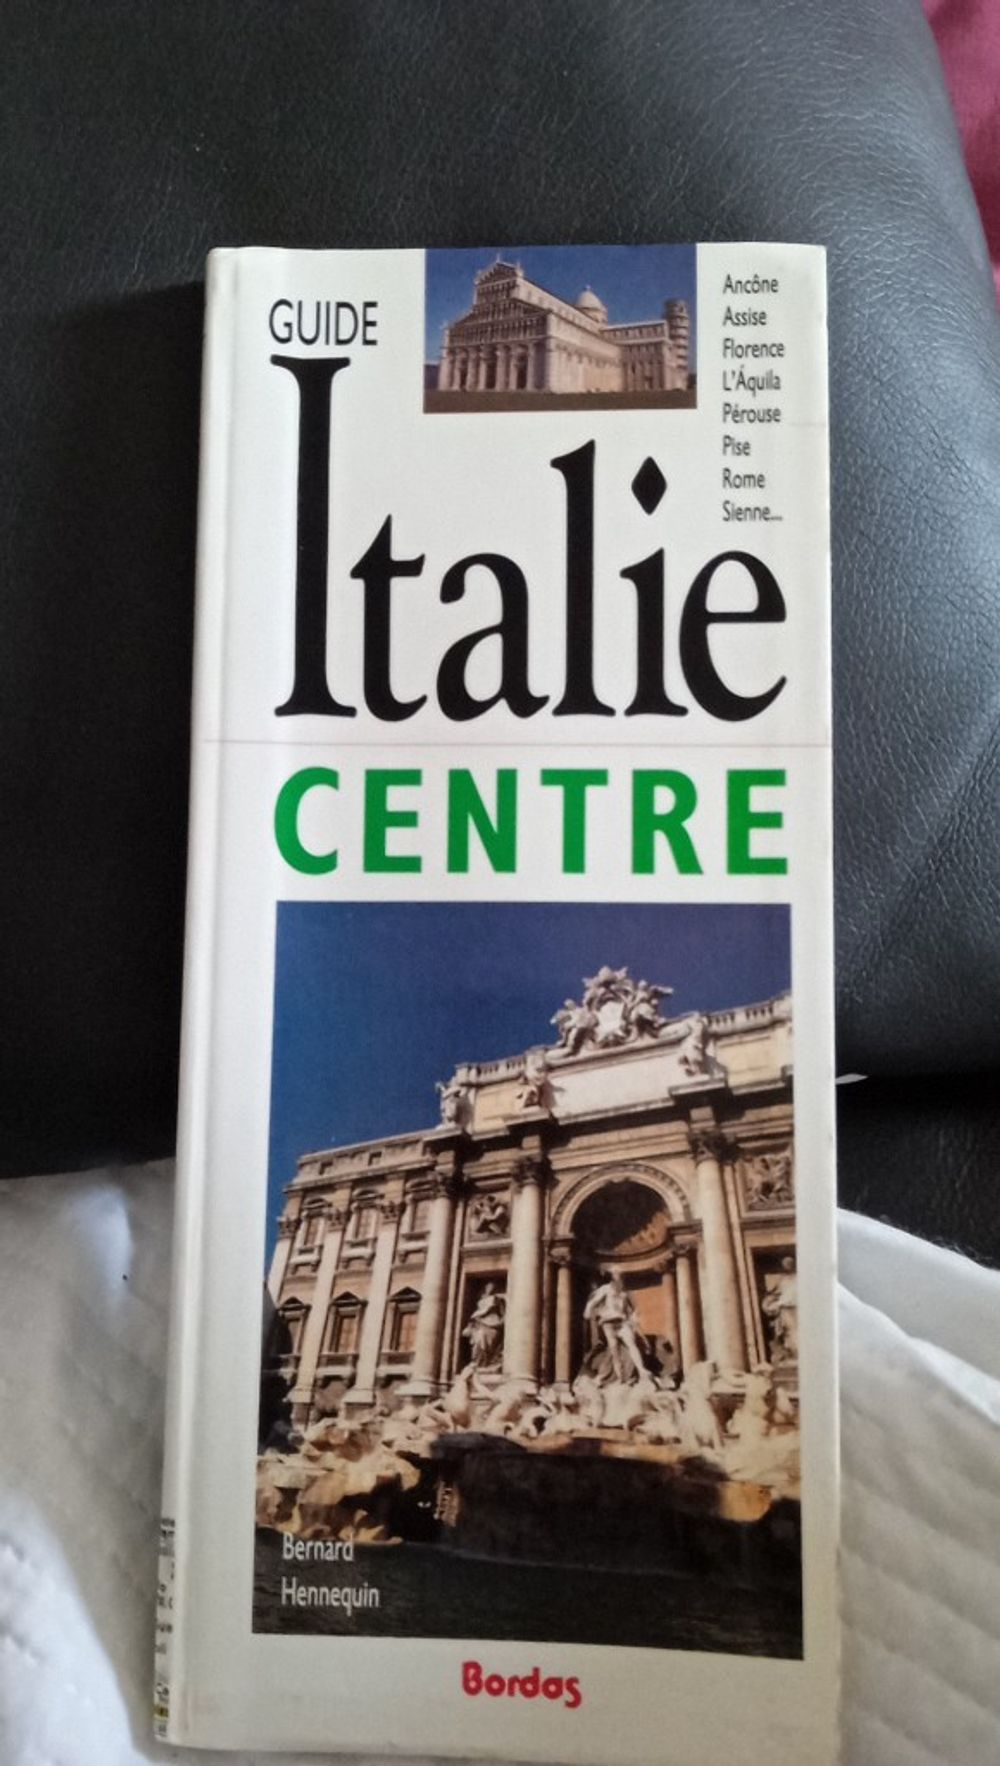 GUIDE
Italie
CENTRE
Ancône
Assise
Florence
L'Áquila
Pérouse
Pise
Rome
Sienne...
Bernard
Hennequin
Bordas